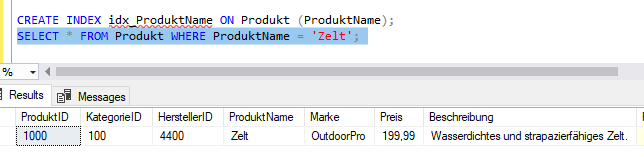 CREATE INDEX idx_ProduktName ON Produkt (ProduktName);
SELECT * FROM Produkt WHERE ProduktName = 'Zelt';
%
Results Messages
ProduktID KategorieID HerstellerID ProduktName Marke Preis Beschreibung
1000 100 4400 Zelt OutdoorPro 199,99 Wasserdichtes und strapazierfähiges Zelt.